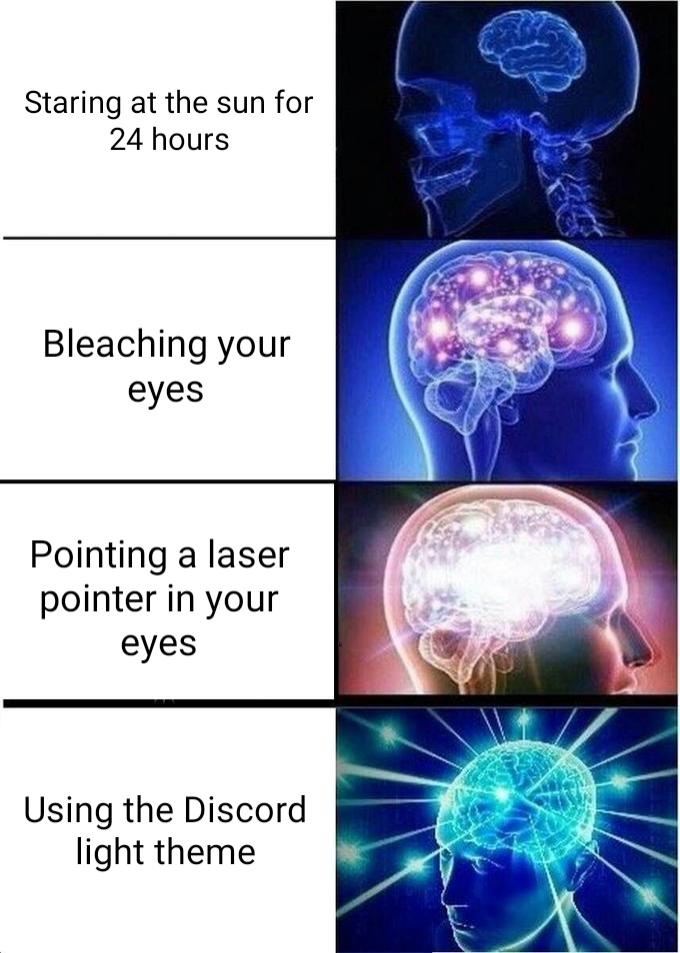 Staring at the sun for
24 hours
Bleaching your
eyes
Pointing a laser
pointer in your
eyes
Using the Discord
light theme